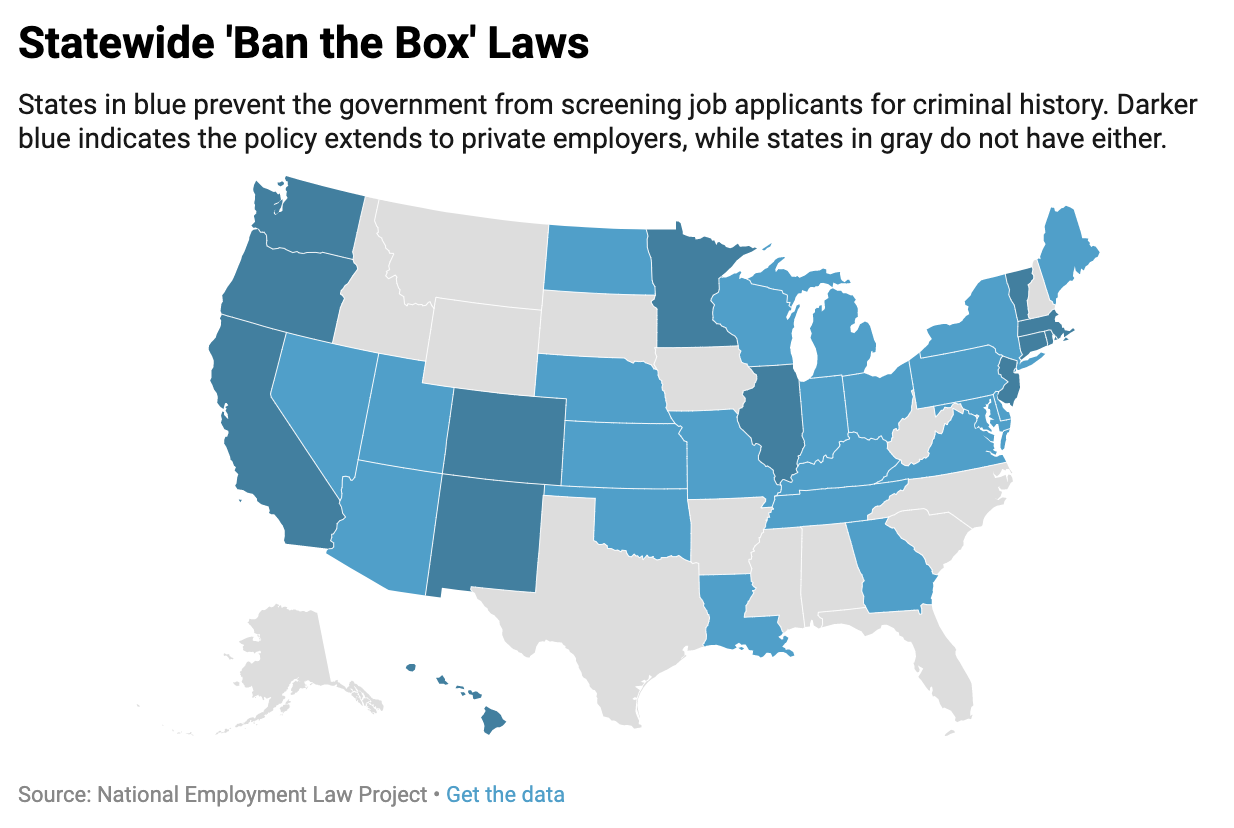 Statewide 'Ban the Box' Laws
States in blue prevent the government from screening job applicants for criminal history. Darker
blue indicates the policy extends to private employers, while states in gray do not have either.
Source: National Employment Law Project • Get the data